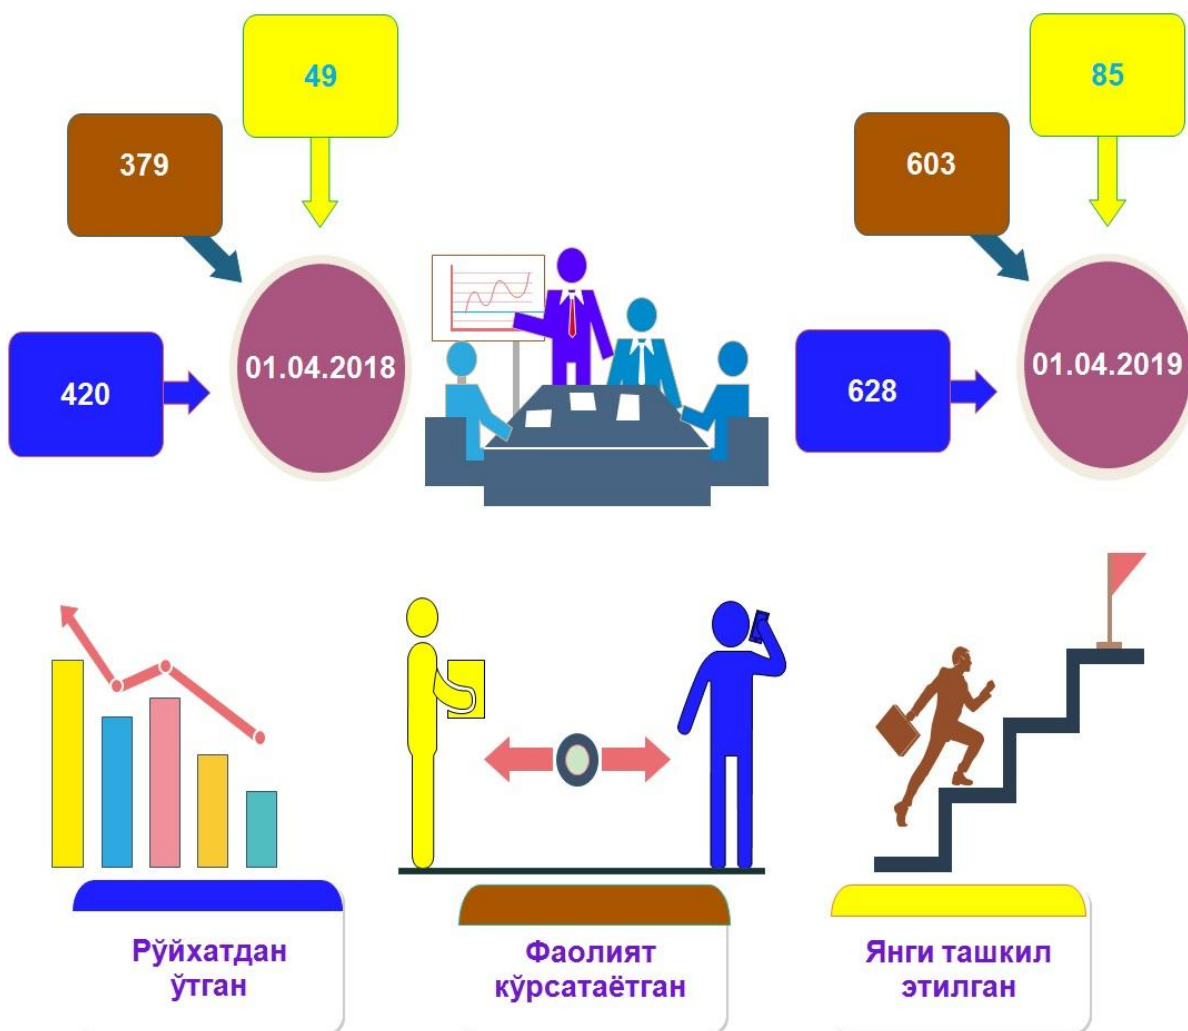 49
85
379
603
01.04.2018
01.04.2019
420
628
Рўйхатдан
ўтган
Фаолият
кўрсатаётган
Янги ташкил
этилган